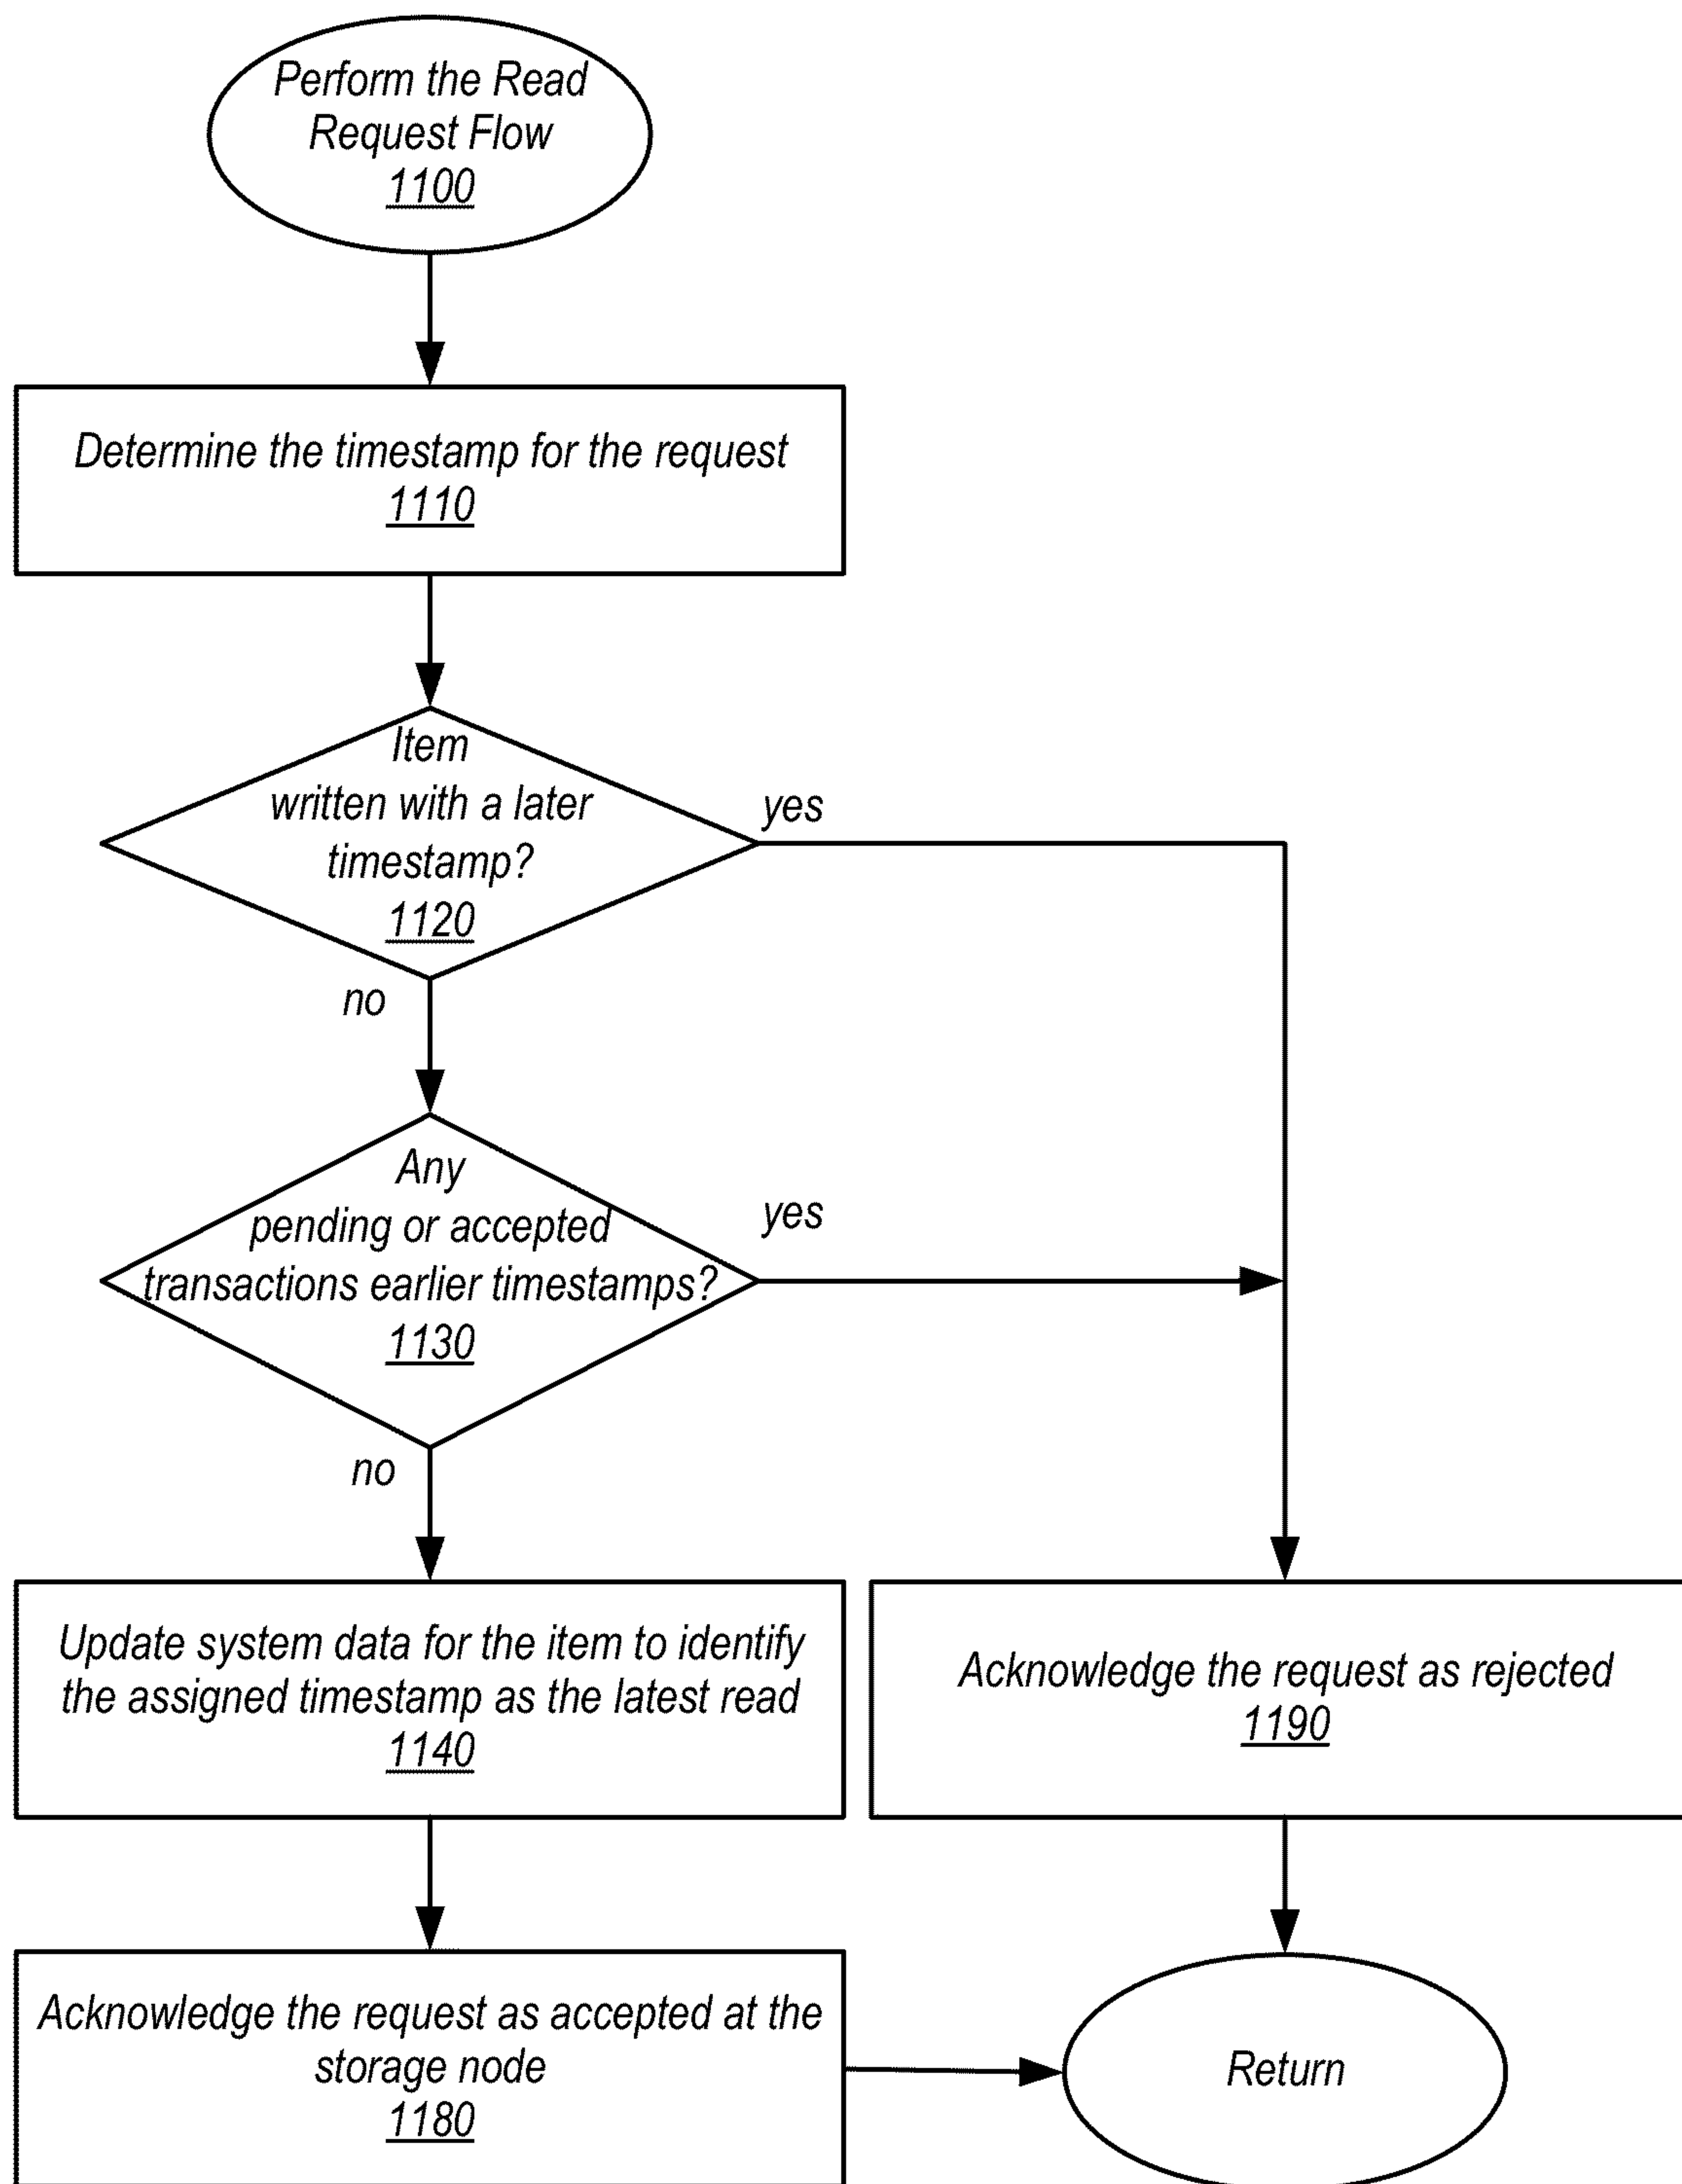 Perform the Read
Request Flow
1100
Determine the timestamp for the request
1110
Item
written with a later
timestamp?
1120
yes
no
Any
pending or accepted
transactions earlier timestamps?
1130
yes
no
Update system data for the item to identify
the assigned timestamp as the latest read
1140
Acknowledge the request as rejected
1190
Acknowledge the request as accepted at the
storage node
1180
Return